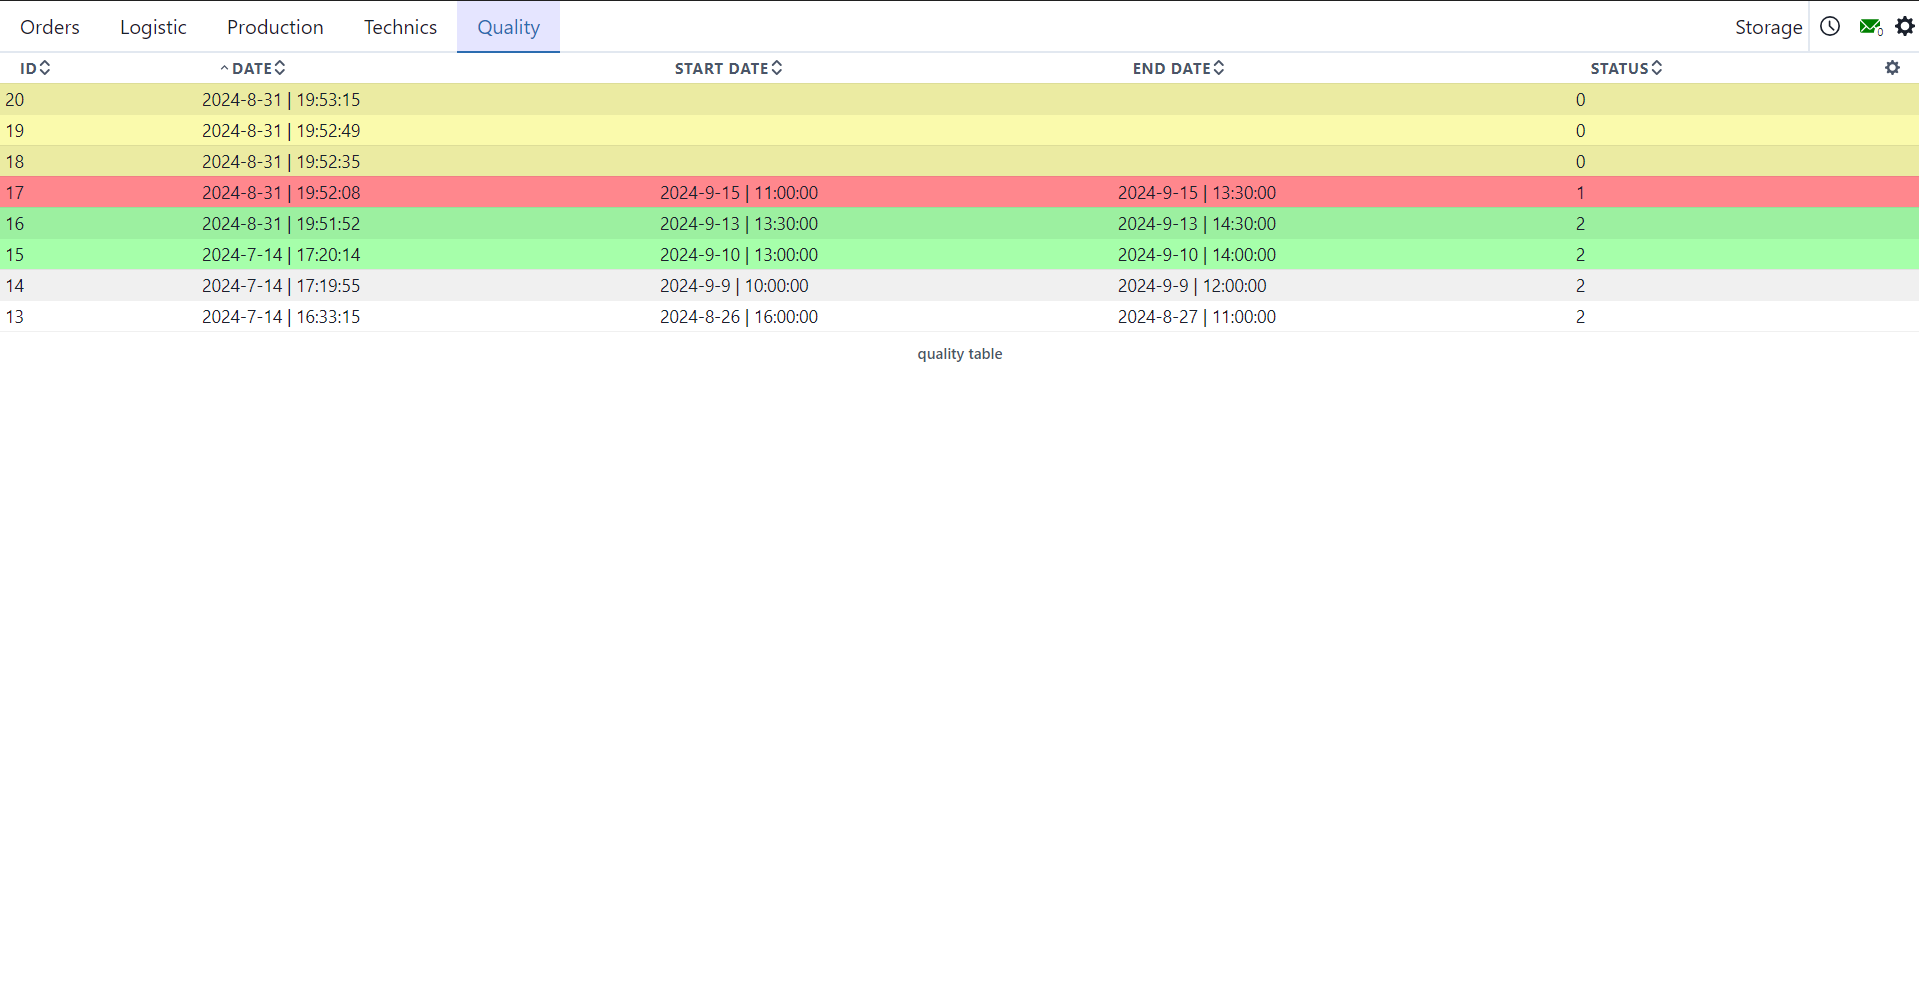 Orders Logistic Production Technics Quality Storage 0
ID DATE START DATE END DATE STATUS
20 2024-8-31 | 19:53:15 0
19 2024-8-31 | 19:52:49 0
18 2024-8-31 | 19:52:35 0
17 2024-8-31 | 19:52:08 2024-9-15 | 11:00:00 2024-9-15 | 13:30:00 1
16 2024-8-31 | 19:51:52 2024-9-13 | 13:30:00 2024-9-13 | 14:30:00 2
15 2024-7-14 | 17:20:14 2024-9-10 | 13:00:00 2024-9-10 | 14:00:00 2
14 2024-7-14 | 17:19:55 2024-9-9 | 10:00:00 2024-9-9 | 12:00:00 2
13 2024-7-14 | 16:33:15 2024-8-26 | 16:00:00 2024-8-27 | 11:00:00 2
quality table